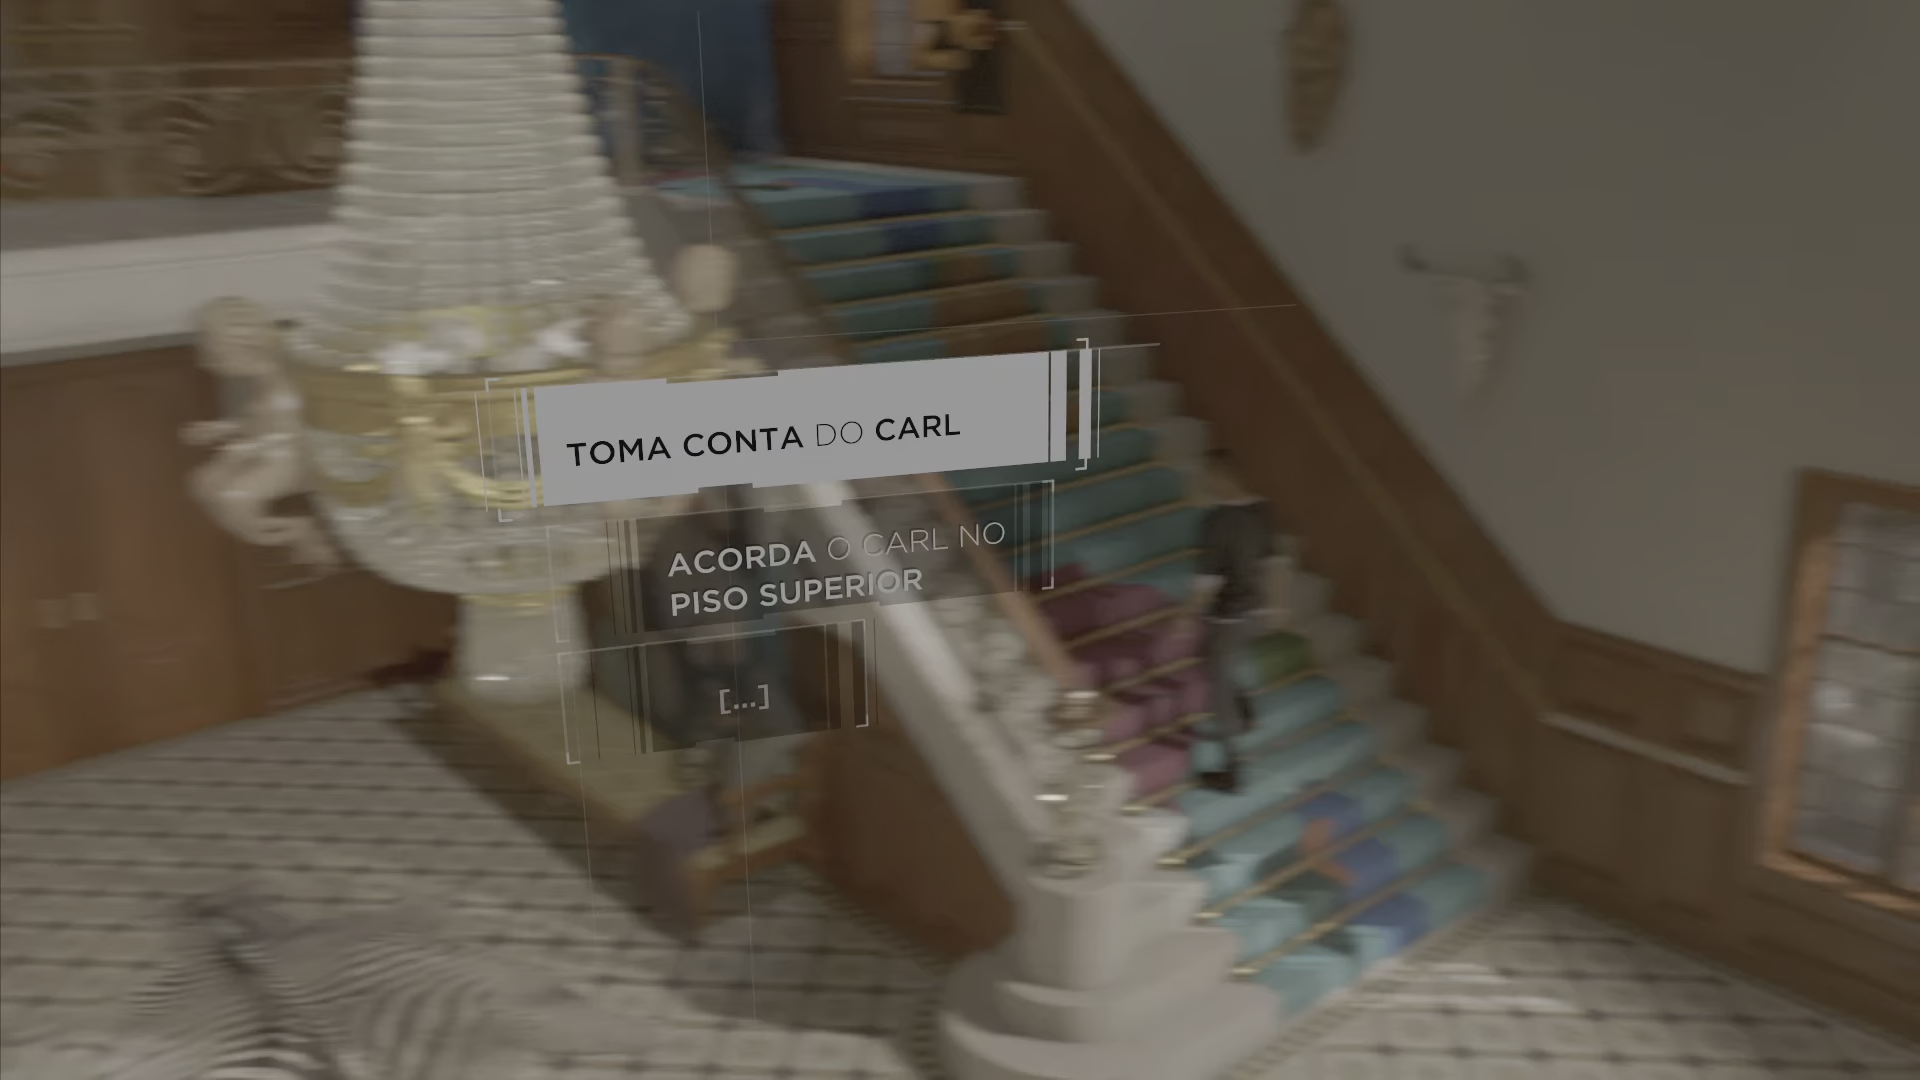 TOMA CONTA DO CARL
ACORDA O CARL NO
PISO SUPERIOR
[...]